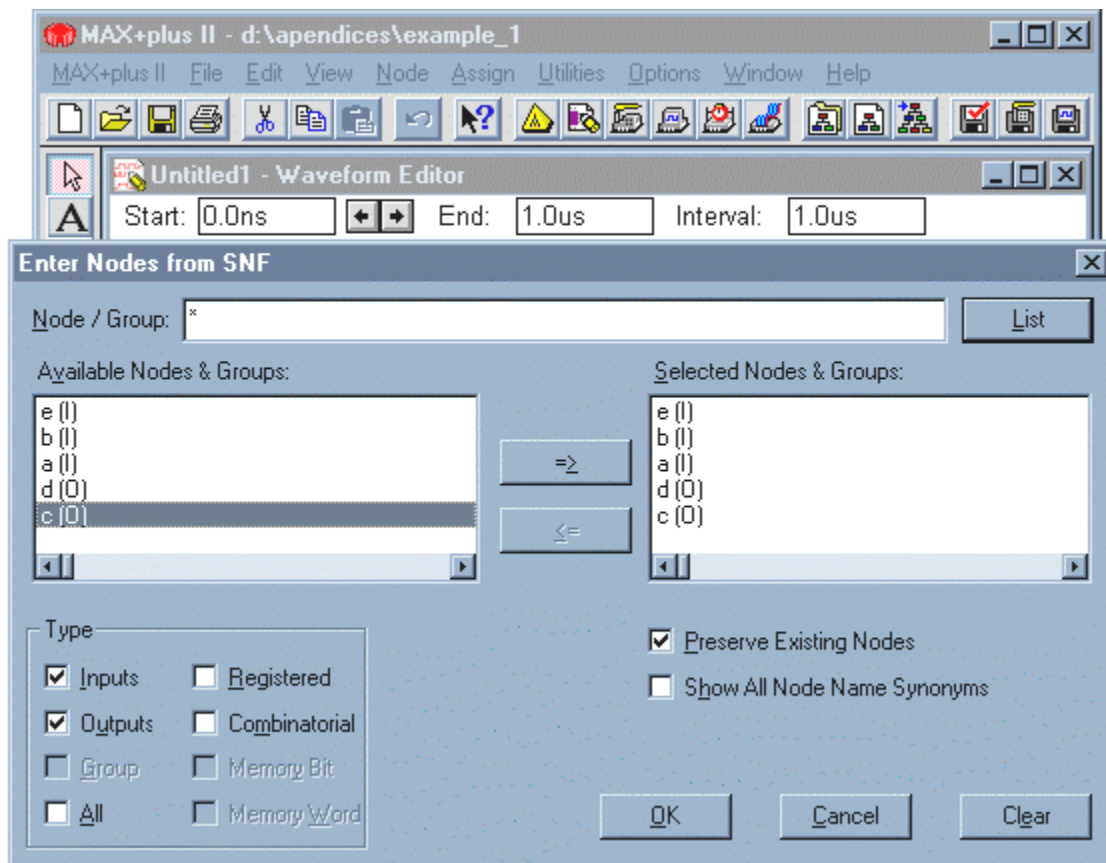 MAX+plus II - d:\apendices\example_1
MAX+plus II File Edit View Node Assign Utilities Options Window Help
Untitled1 - Waveform Editor
A Start: 0.0ns End: 1.0us Interval: 1.0us
Enter Nodes from SNF
Node / Group: * List
Available Nodes & Groups: Selected Nodes & Groups:
e (I) e (I)
b (I) b (I)
a (I) a (I)
d (O) d (O)
c (O) c (O)
=>
<=
Type
Inputs Registered
Outputs Combinatorial
Group Memory Bit
All Memory Word
Preserve Existing Nodes
Show All Node Name Synonyms
OK Cancel Clear